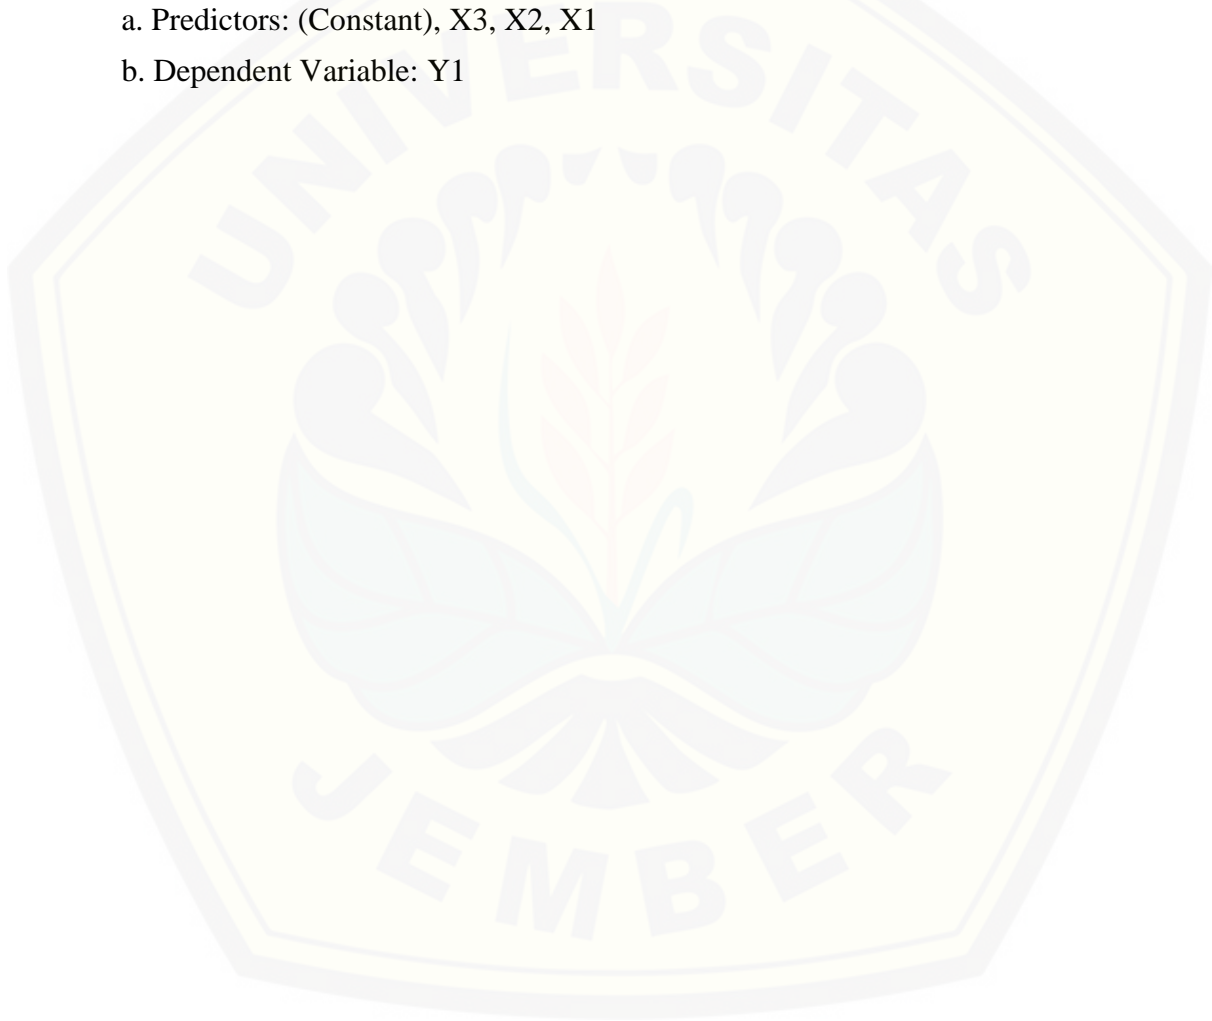 a. Predictors: (Constant), X3, X2, X1
b. Dependent Variable: Y1
UNIVERSITAS
JEMBER